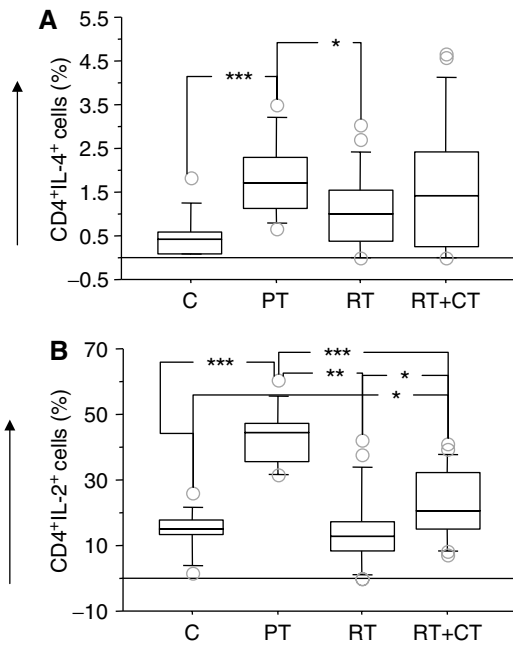 A
CD4⁺IL-4⁺ cells (%)
5.5
4.5
3.5
2.5
1.5
0.5
–0.5
*** *
C PT RT RT+CT
B
CD4⁺IL-2⁺ cells (%)
70
50
30
10
–10
***
***
** *
*
C PT RT RT+CT